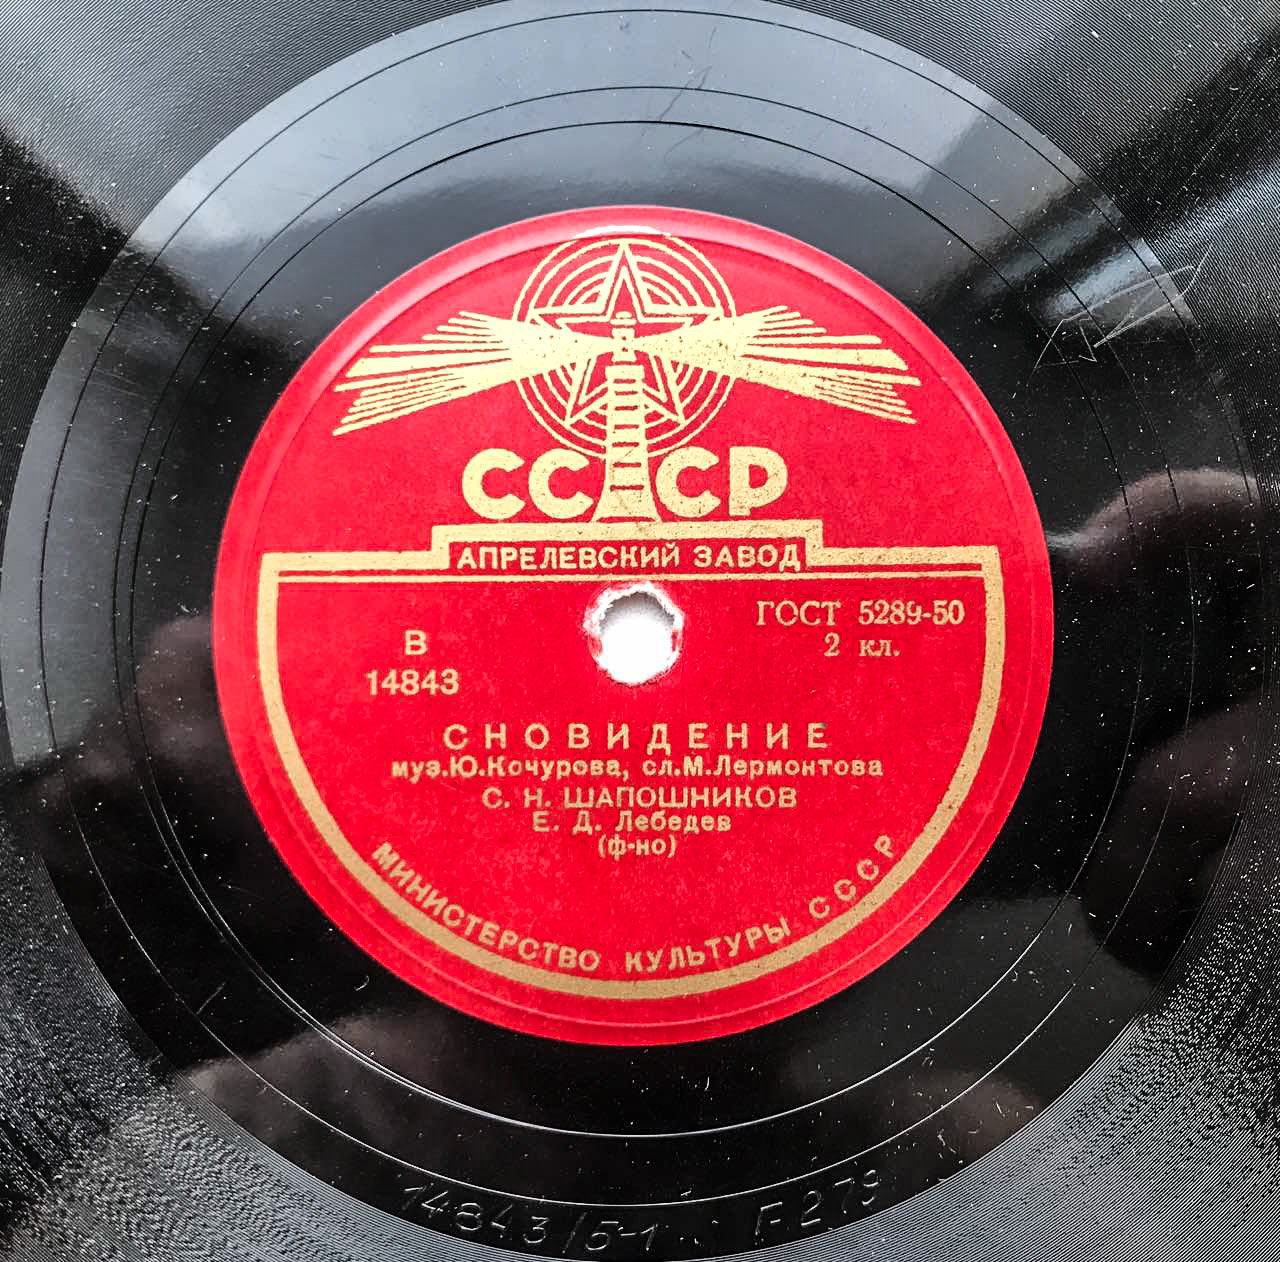 СССР
АПРЕЛЕВСКИЙ ЗАВОД
ГОСТ 5289-50
2 кл.
В
14843
СНОВИДЕНИЕ
муз.Ю.Кочурова, сл.М.Лермонтова
С. Н. ШАПОШНИКОВ
Е. Д. Лебедев
(ф-но)
МИНИСТЕРСТВО КУЛЬТУРЫ СССР
14843/5-1